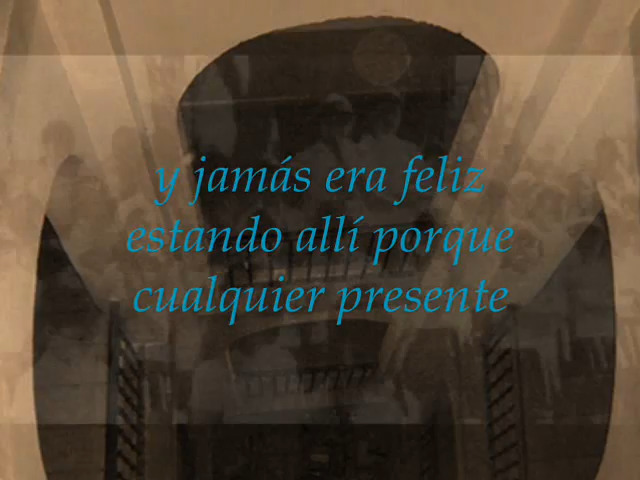 y jamás era feliz
estando allí porque
cualquier presente